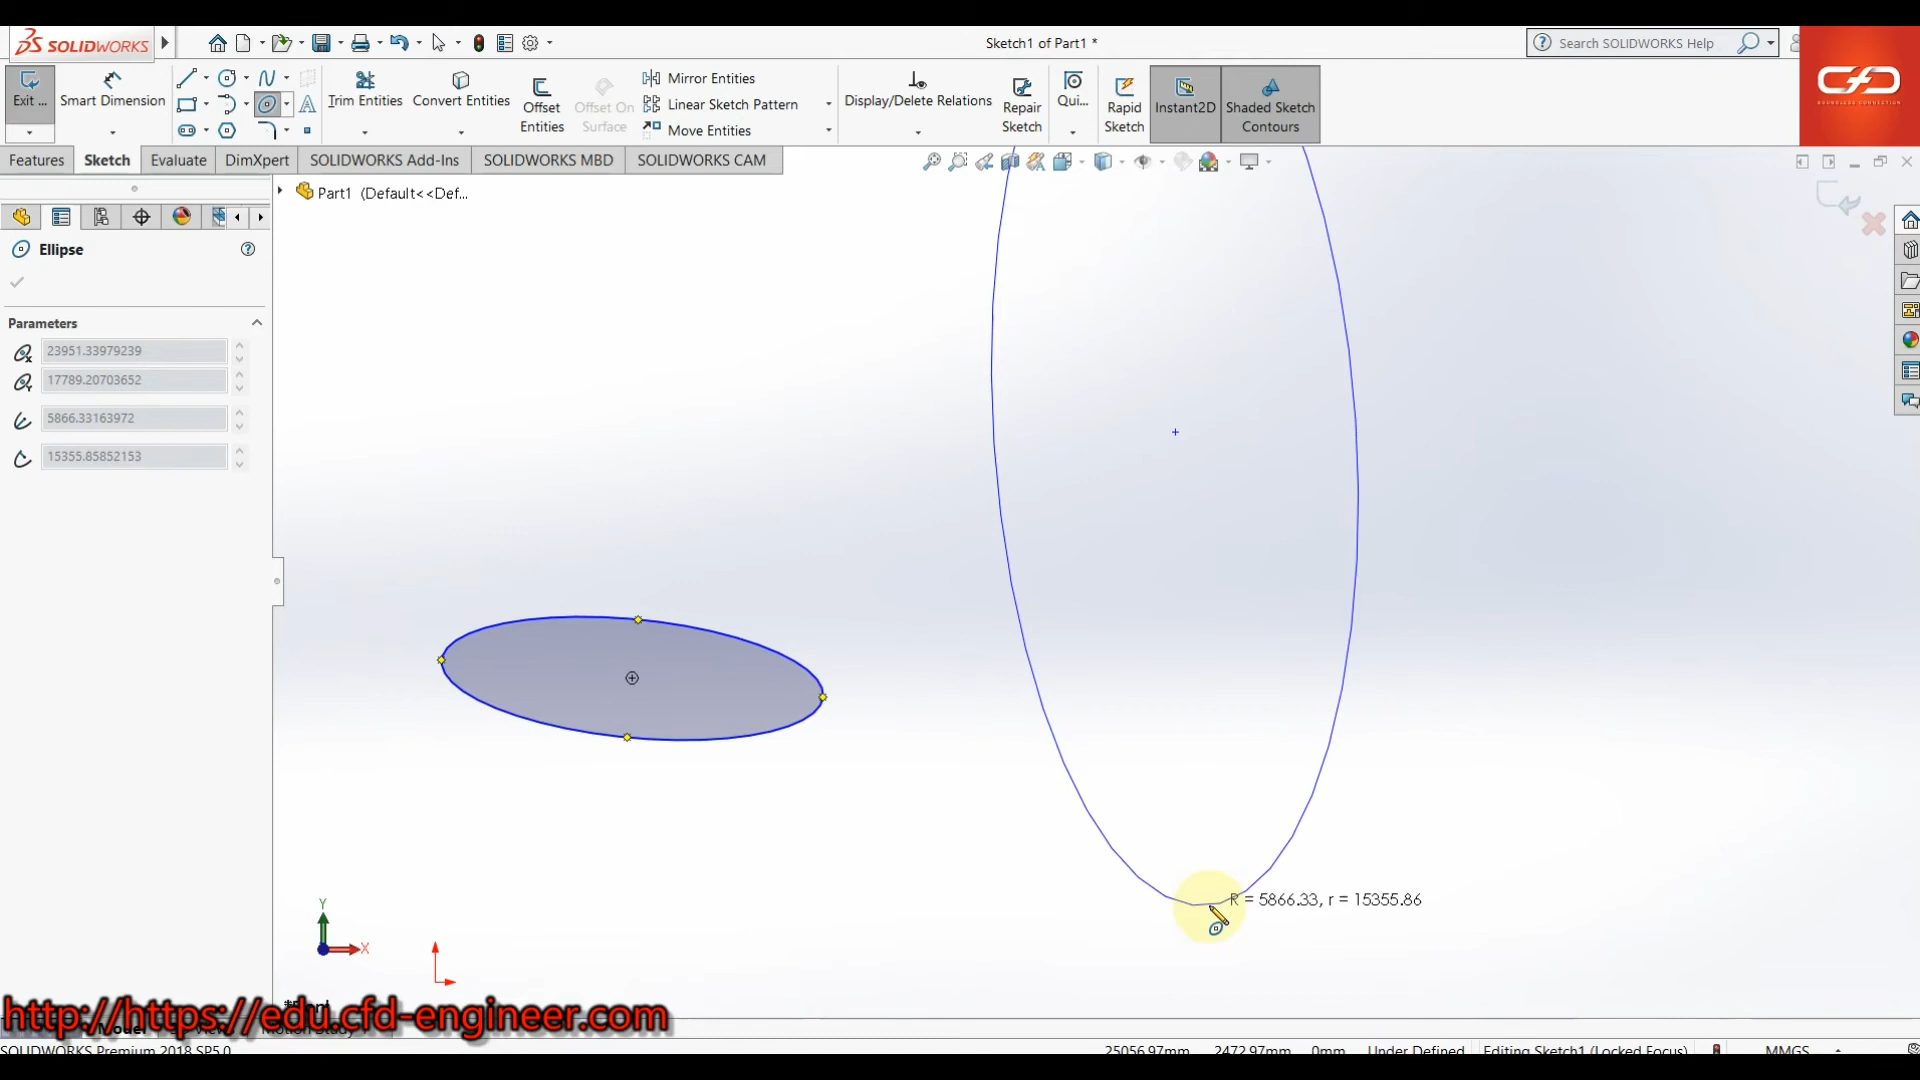 SOLIDWORKS
Sketch1 of Part1 *
Search SOLIDWORKS Help
Exit ...
Smart Dimension
Trim Entities
Convert Entities
Offset Entities
Offset On Surface
Mirror Entities
Linear Sketch Pattern
Move Entities
Display/Delete Relations
Repair Sketch
Qui...
Rapid Sketch
Instant2D
Shaded Sketch Contours
CFD
Features
Sketch
Evaluate
DimXpert
SOLIDWORKS Add-Ins
SOLIDWORKS MBD
SOLIDWORKS CAM
Part1 (Default<<Def...
Ellipse
Parameters
23951.33979239
17789.20703652
5866.33163972
15355.85852153
R = 5866.33, r = 15355.86
Y
X
http://https://edu.cfd-engineer.com
SOLIDWORKS Premium 2018 SP5.0
25056.97mm
2472.97mm
0mm
Under Defined
Editing Sketch1 (Locked Focus)
MMGS